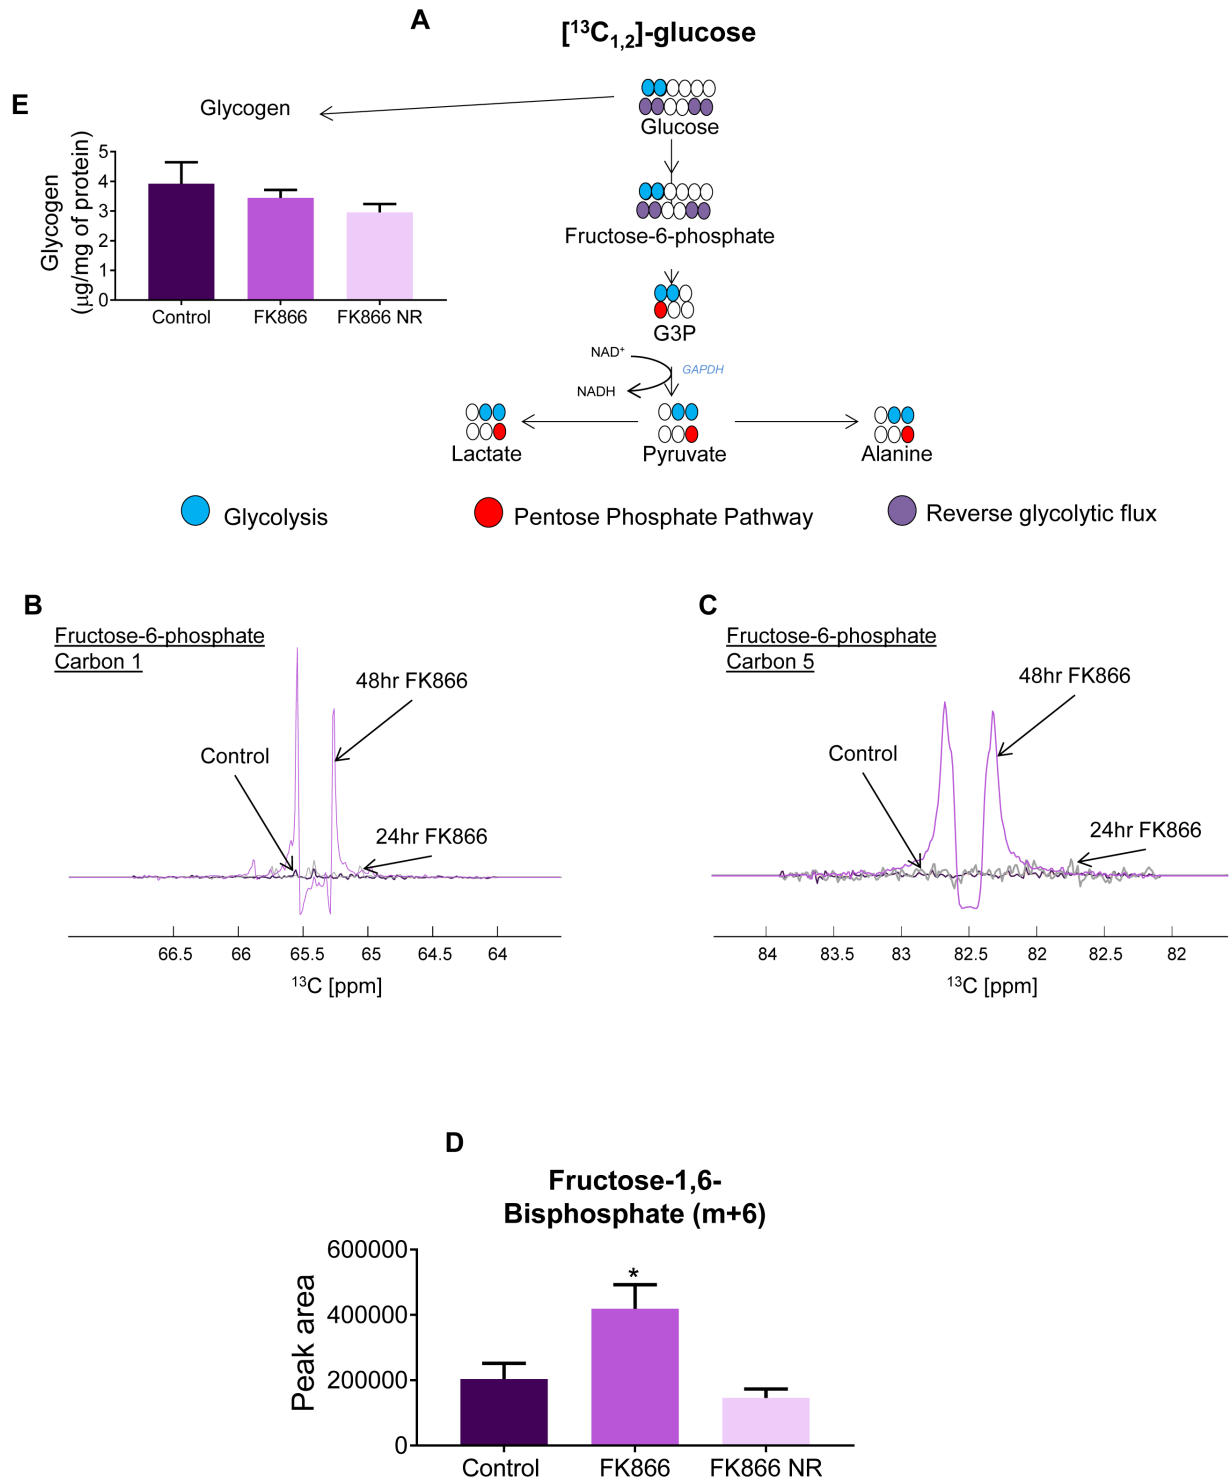 A
[¹³C₁,₂]-glucose
E
Glycogen
Glucose
Glycogen
(µg/mg of protein)
5
4
3
2
1
0
Control
FK866
FK866 NR
Fructose-6-phosphate
G3P
NAD⁺
GAPDH
NADH
Lactate
Pyruvate
Alanine
Glycolysis
Pentose Phosphate Pathway
Reverse glycolytic flux
B
Fructose-6-phosphate
Carbon 1
48hr FK866
Control
24hr FK866
66.5 66 65.5 65 64.5 64
¹³C [ppm]
C
Fructose-6-phosphate
Carbon 5
48hr FK866
Control
24hr FK866
84 83.5 83 82.5 82 82.5 82
¹³C [ppm]
D
Fructose-1,6-
Bisphosphate (m+6)
Peak area
600000
400000
200000
0
*
Control
FK866
FK866 NR